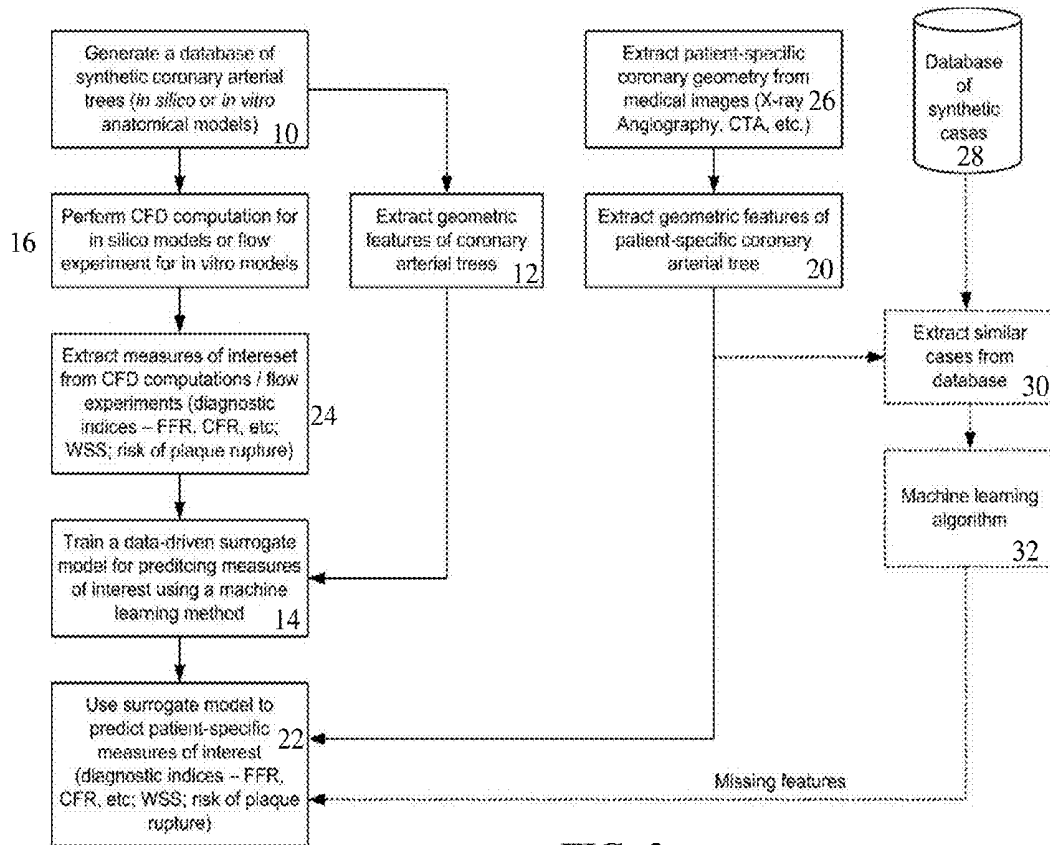 Generate a database of
synthetic coronary arterial
trees (in silico or in vitro
anatomical models)
10
Extract patient-specific
coronary geometry from
medical images (X-ray
Angiography, CTA, etc.)
26
Database
of
synthetic
cases
28
16
Perform CFD computation for
in silico models or flow
experiment for in vitro models
Extract geometric
features of coronary
arterial trees
12
Extract geometric features of
patient-specific coronary
arterial tree
20
Extract measures of intereset
from CFD computations / flow
experiments (diagnostic
indices – FFR, CFR, etc;
WSS; risk of plaque rupture)
24
Extract similar
cases from
database
30
Machine learning
algorithm
32
Train a data-driven surrogate
model for preditcing measures
of interest using a machine
learning method
14
Use surrogate model to
predict patient-specific
measures of interest
22
(diagnostic indices – FFR,
CFR, etc; WSS; risk of plaque
rupture)
Missing features